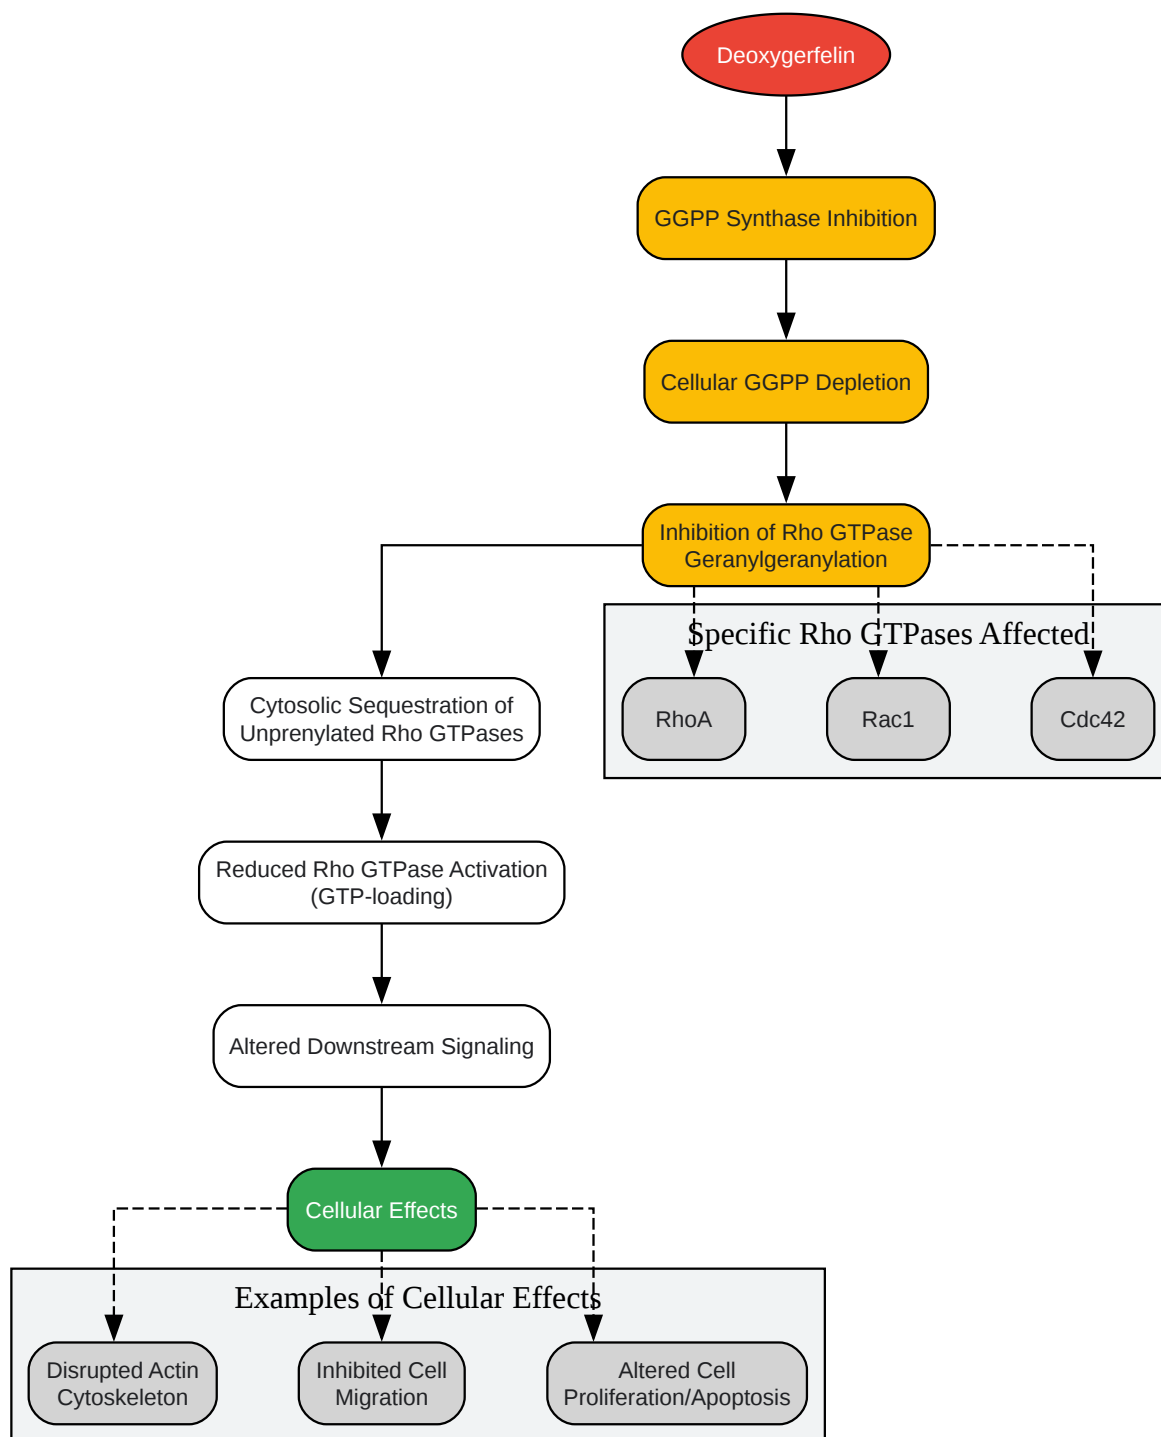 Deoxygerfelin
GGPP Synthase Inhibition
Cellular GGPP Depletion
Inhibition of Rho GTPase
Geranylgeranylation
Specific Rho GTPases Affected
Cytosolic Sequestration of
Unprenylated Rho GTPases
RhoA
Rac1
Cdc42
Reduced Rho GTPase Activation
(GTP-loading)
Altered Downstream Signaling
Cellular Effects
Examples of Cellular Effects
Disrupted Actin
Cytoskeleton
Inhibited Cell
Migration
Altered Cell
Proliferation/Apoptosis